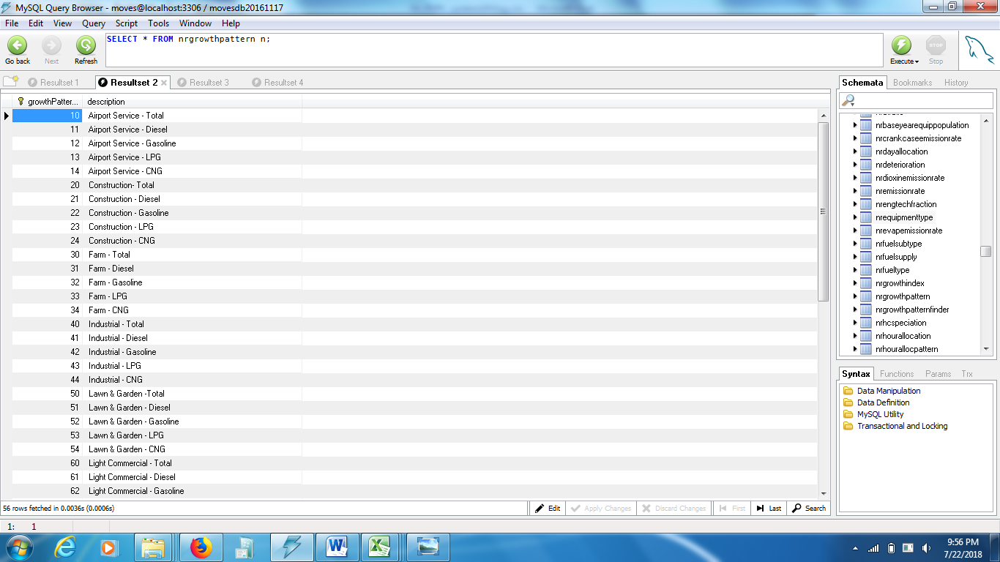 MySQL Query Browser - moves@localhost:3306 / movesdb20161117
File Edit View Query Script Tools Window Help
Go back Next Refresh
SELECT * FROM nrgrowthpattern n;
Execute
STOP
Stop
Resultset 1 Resultset 2 Resultset 3 Resultset 4
growthPatter... description
10 Airport Service - Total
11 Airport Service - Diesel
12 Airport Service - Gasoline
13 Airport Service - LPG
14 Airport Service - CNG
20 Construction- Total
21 Construction - Diesel
22 Construction - Gasoline
23 Construction - LPG
24 Construction - CNG
30 Farm - Total
31 Farm - Diesel
32 Farm - Gasoline
33 Farm - LPG
34 Farm - CNG
40 Industrial - Total
41 Industrial - Diesel
42 Industrial - Gasoline
43 Industrial - LPG
44 Industrial - CNG
50 Lawn & Garden -Total
51 Lawn & Garden - Diesel
52 Lawn & Garden - Gasoline
53 Lawn & Garden - LPG
54 Lawn & Garden - CNG
60 Light Commercial - Total
61 Light Commercial - Diesel
62 Light Commercial - Gasoline
56 rows fetched in 0.0036s (0.0006s)
Edit Apply Changes Discard Changes First Last Search
1: 1
Schemata Bookmarks History
nrbaseyearequippopulation
nrcrankcaseemissionrate
nrdayallocation
nrdeterioration
nrdioxinemissionrate
nremissionrate
nrengtechfraction
nrequipmenttype
nrevapemissionrate
nrfuelsubtype
nrfuelsupply
nrfueltype
nrgrowthindex
nrgrowthpattern
nrgrowthpatternfinder
nrhcspeciation
nrhourallocation
nrhourallocpattern
Syntax Functions Params Trx
Data Manipulation
Data Definition
MySQL Utility
Transactional and Locking
9:56 PM
7/22/2018